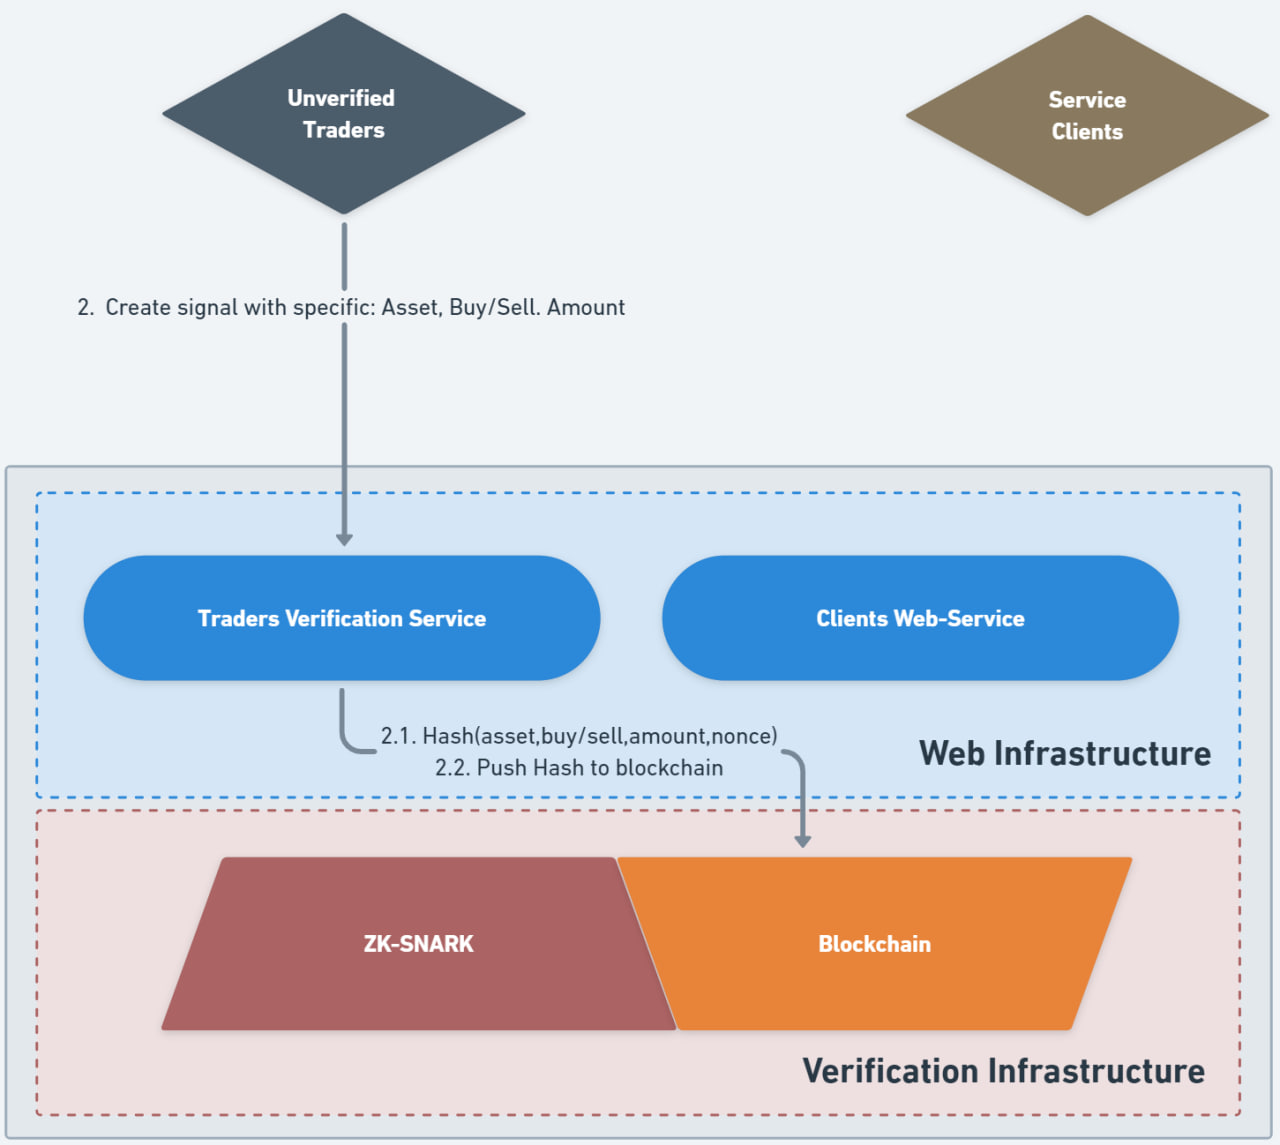 Unverified
Traders
Service
Clients
2. Create signal with specific: Asset, Buy/Sell. Amount
Traders Verification Service
Clients Web-Service
2.1. Hash(asset,buy/sell,amount,nonce)
2.2. Push Hash to blockchain
Web Infrastructure
ZK-SNARK
Blockchain
Verification Infrastructure